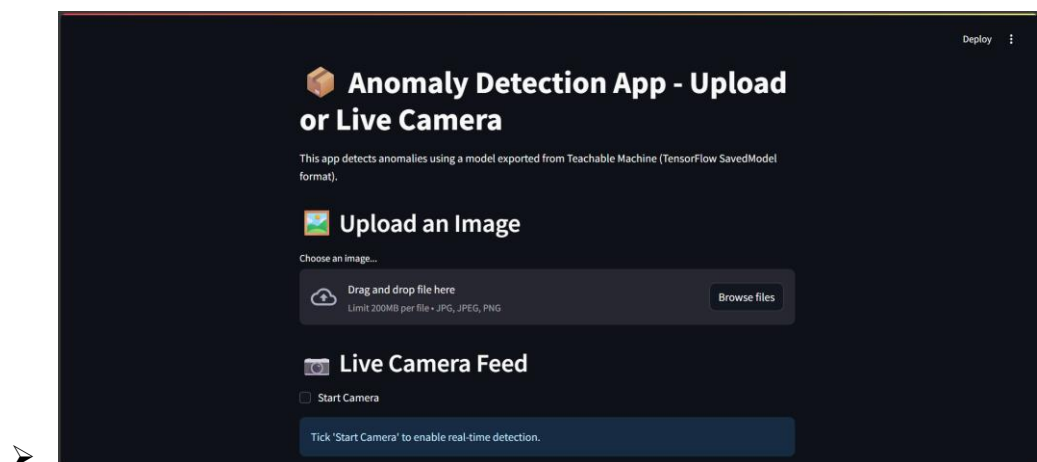 Deploy
Anomaly Detection App - Upload
or Live Camera
This app detects anomalies using a model exported from Teachable Machine (TensorFlow SavedModel
format).
Upload an Image
Choose an image...
Drag and drop file here
Limit 200MB per file • JPG, JPEG, PNG
Browse files
Live Camera Feed
Start Camera
Tick 'Start Camera' to enable real-time detection.